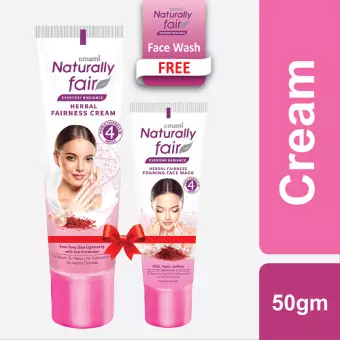 emami
Naturally
fair
EVERYDAY RADIANCE
HERBAL
FAIRNESS CREAM
4
emami
Face Wash
FREE
emami
Naturally
fair
EVERYDAY RADIANCE
HERBAL FAIRNESS
FOAMING FACE WASH
4
Milk, Pearl, Saffron
Cream
50gm